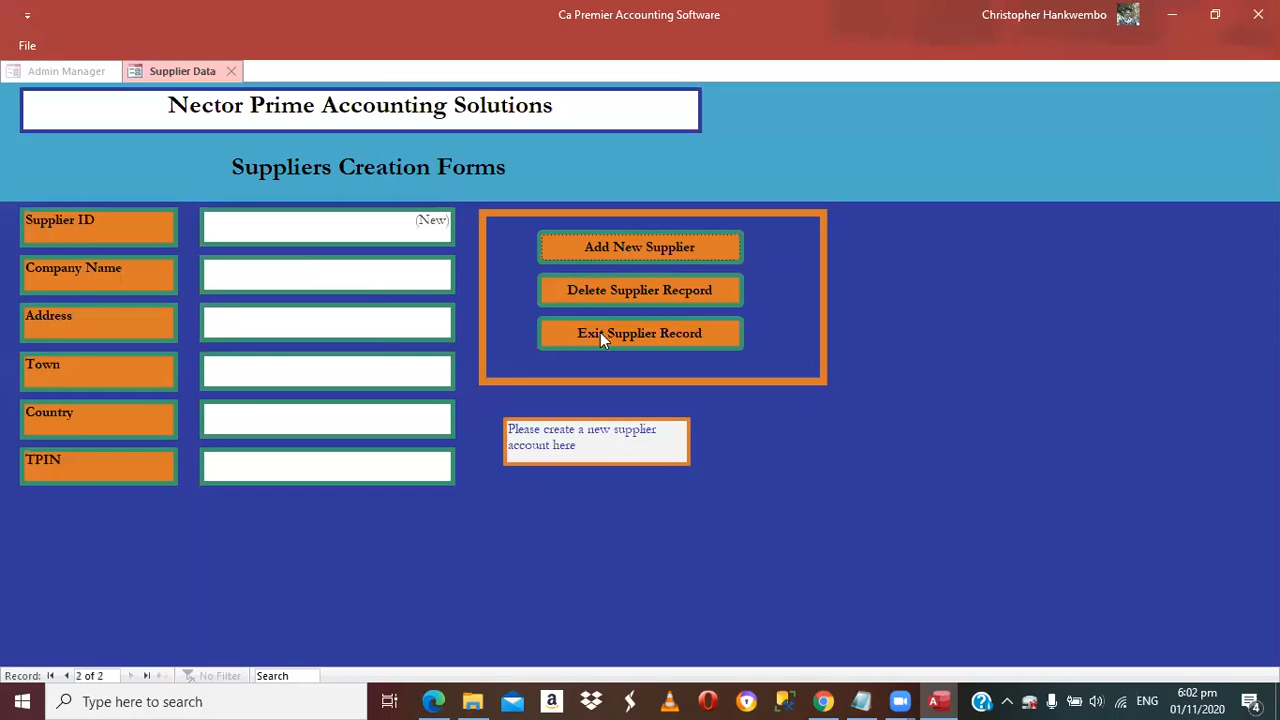 Ca Premier Accounting Software
Christopher Hankwembo
File
Admin Manager
Supplier Data
Nector Prime Accounting Solutions
Suppliers Creation Forms
Supplier ID
(New)
Company Name
Address
Town
Country
TPIN
Add New Supplier
Delete Supplier Recpord
Exit Supplier Record
Please create a new supplier
account here
Record:
2 of 2
No Filter
Search
Type here to search
a
ENG
6:02 pm
01/11/2020
4